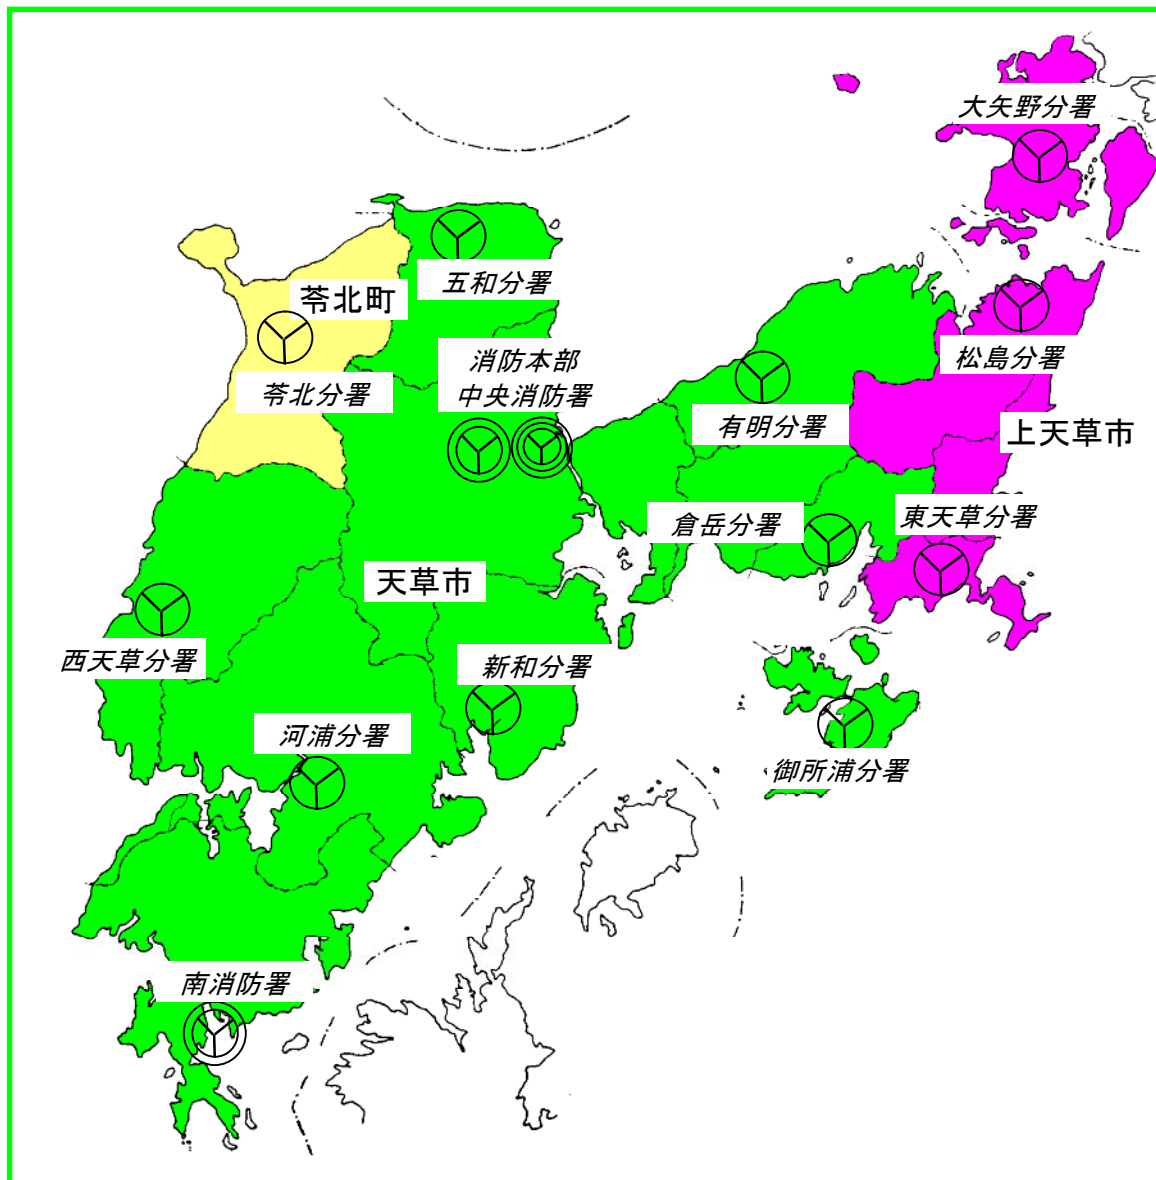 大矢野分署
五和分署
苓北町
松島分署
消防本部
中央消防署
苓北分署
有明分署
上天草市
倉岳分署
東天草分署
天草市
西天草分署
新和分署
河浦分署
御所浦分署
南消防署